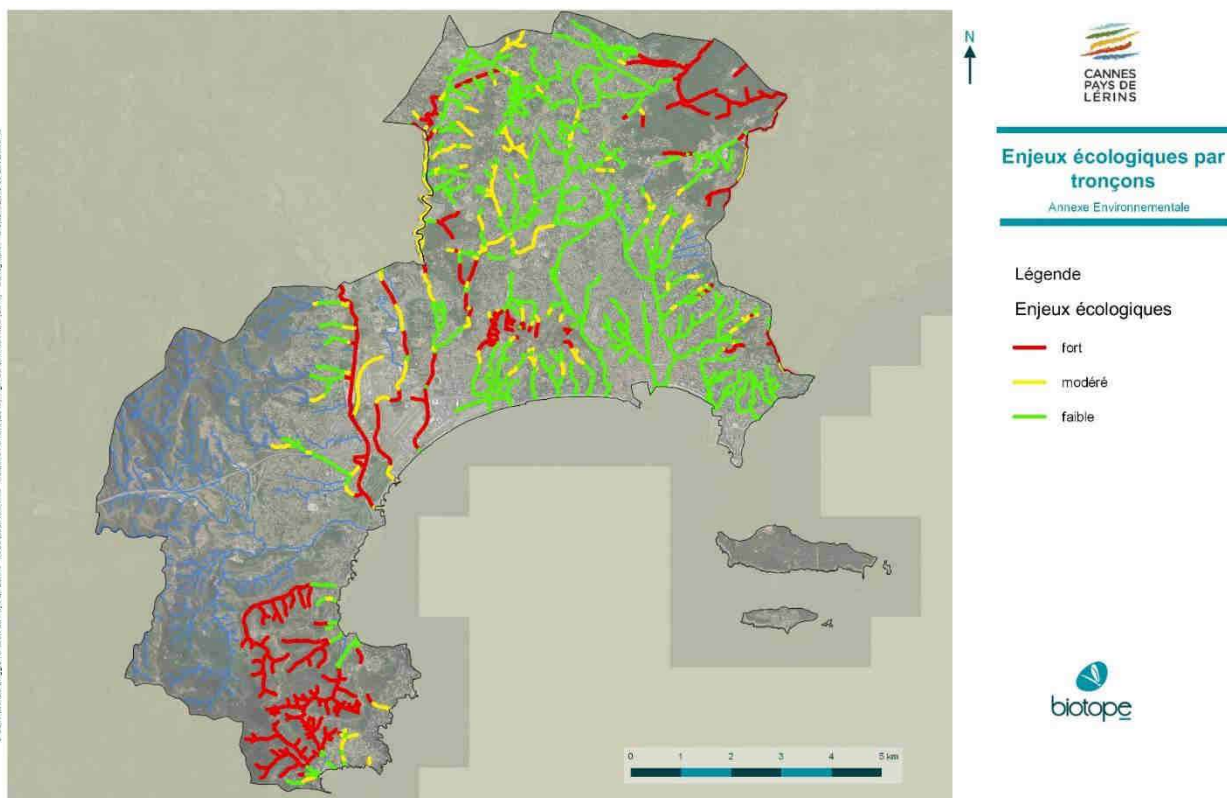 N
CANNES
PAYS DE
LÉRINS
Enjeux écologiques par
tronçons
Annexe Environnementale
Légende
Enjeux écologiques
fort
modéré
faible
biotope
0 1 2 3 4 5 km